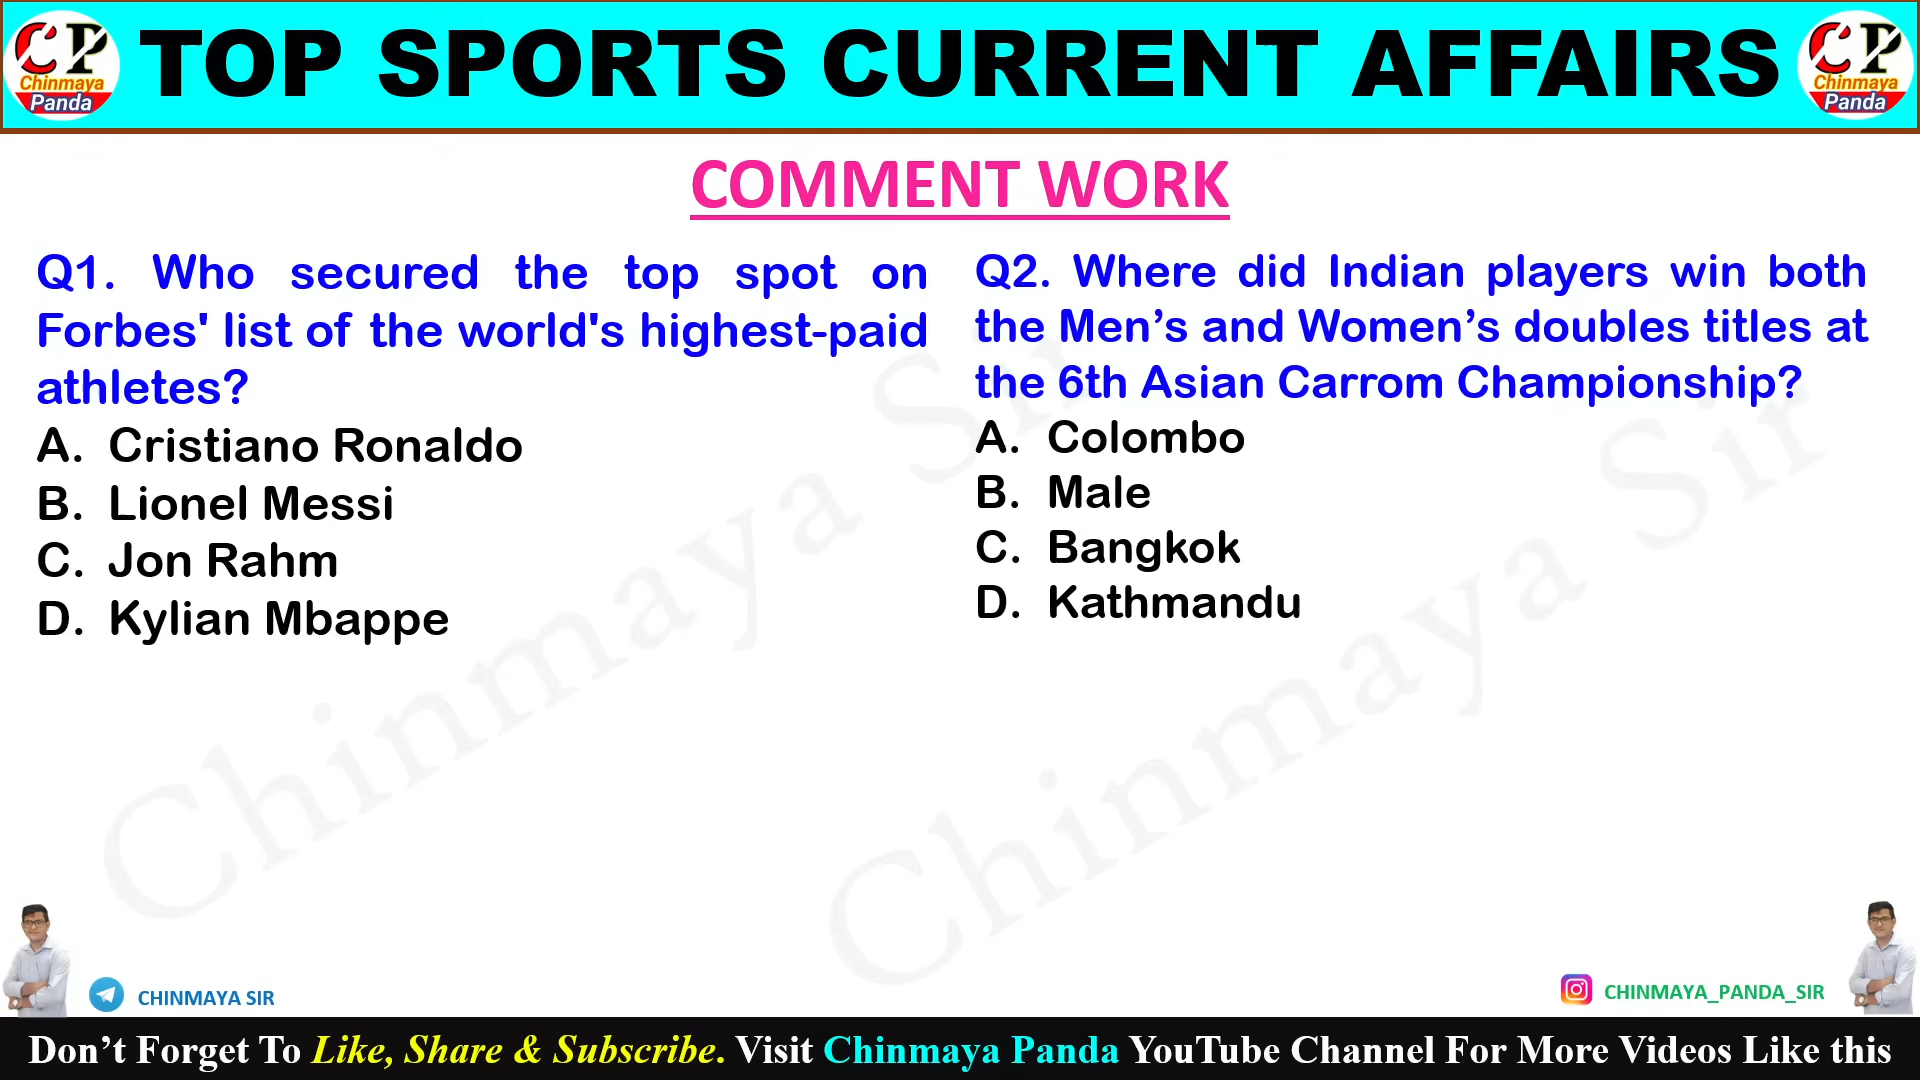 CP
Chinmaya
Panda
TOP SPORTS CURRENT AFFAIRS
CP
Chinmaya
Panda
COMMENT WORK
Q1. Who secured the top spot on
Forbes' list of the world's highest-paid
athletes?
A. Cristiano Ronaldo
B. Lionel Messi
C. Jon Rahm
D. Kylian Mbappe
Q2. Where did Indian players win both
the Men’s and Women’s doubles titles at
the 6th Asian Carrom Championship?
A. Colombo
B. Male
C. Bangkok
D. Kathmandu
Chinmaya Sir
Chinmaya Sir
CHINMAYA SIR
CHINMAYA_PANDA_SIR
Don’t Forget To Like, Share & Subscribe. Visit Chinmaya Panda YouTube Channel For More Videos Like this